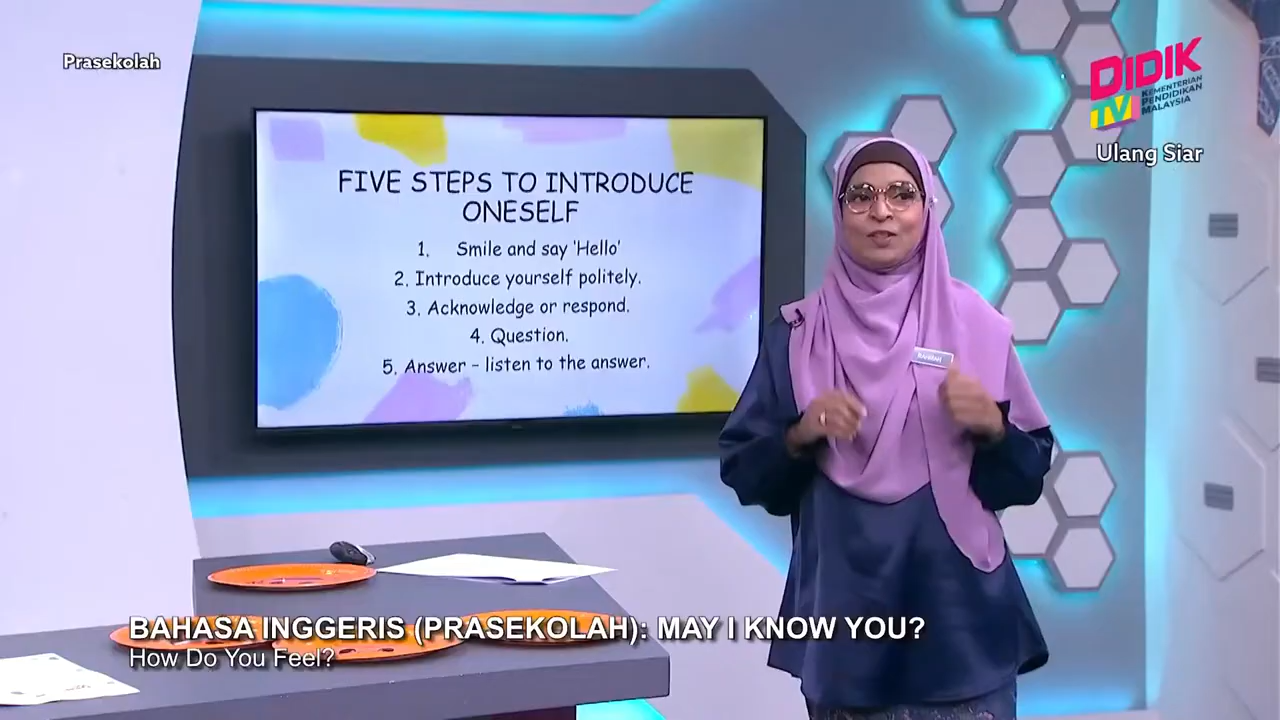 Prasekolah
DIDIK
TV
KEMENTERIAN
PENDIDIKAN
MALAYSIA
Ulang Siar
FIVE STEPS TO INTRODUCE
ONESELF
1. Smile and say 'Hello'
2. Introduce yourself politely.
3. Acknowledge or respond.
4. Question.
5. Answer – listen to the answer.
BAHASA INGGERIS (PRASEKOLAH): MAY I KNOW YOU?
How Do You Feel?